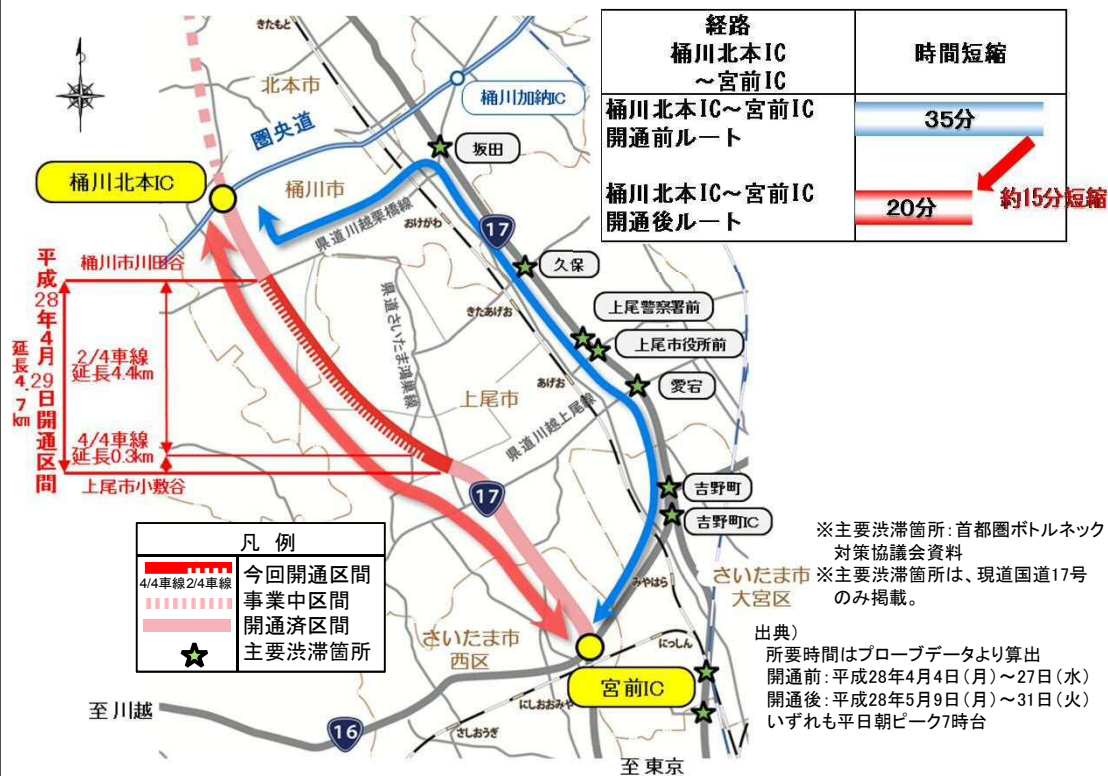 経路
桶川北本IC
～宮前IC
時間短縮
桶川北本IC～宮前IC
開通前ルート
35分
桶川北本IC～宮前IC
開通後ルート
20分
約15分短縮
きたもと
北本市
桶川加納IC
圏央道
坂田
桶川北本IC
桶川市
おけがわ
県道川越栗橋線
17
久保
桶川市川田谷
平成28年4月29日開通区間
延長4.7km
2/4車線
延長4.4km
4/4車線
延長0.3km
上尾市小敷谷
県道さいたま鴻巣線
きたあげお
上尾警察署前
上尾市役所前
あげお
愛宕
上尾市
県道川越上尾線
17
吉野町
吉野町IC
みやはら
さいたま市
大宮区
さいたま市
西区
にっしん
宮前IC
にしおおみや
さしおうぎ
至川越
16
至東京
凡 例
4/4車線 2/4車線
今回開通区間
事業中区間
開通済区間
主要渋滞箇所
※主要渋滞箇所：首都圏ボトルネック
対策協議会資料
※主要渋滞箇所は、現道国道17号
のみ掲載。
出典）
所要時間はプローブデータより算出
開通前：平成28年4月4日（月）～27日（水）
開通後：平成28年5月9日（月）～31日（火）
いずれも平日朝ピーク7時台